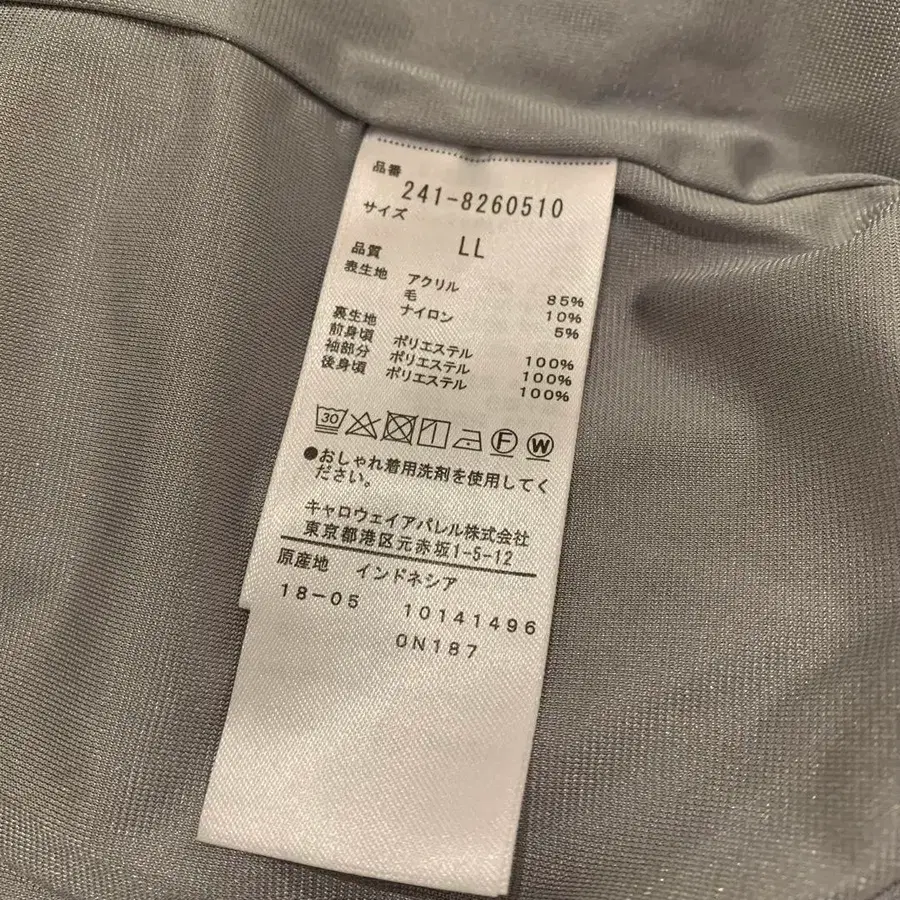 品番
241-8260510
サイズ
LL
品質
表生地 アクリル 85%
毛 10%
ナイロン 5%
裏生地
前身頃 ポリエステル 100%
袖部分 ポリエステル 100%
後身頃 ポリエステル 100%
30 F W
●おしゃれ着用洗剤を使用してく
ださい。
キャロウェイアパレル株式会社
東京都港区元赤坂1-5-12
原産地 インドネシア
18-05 10141496
0N187